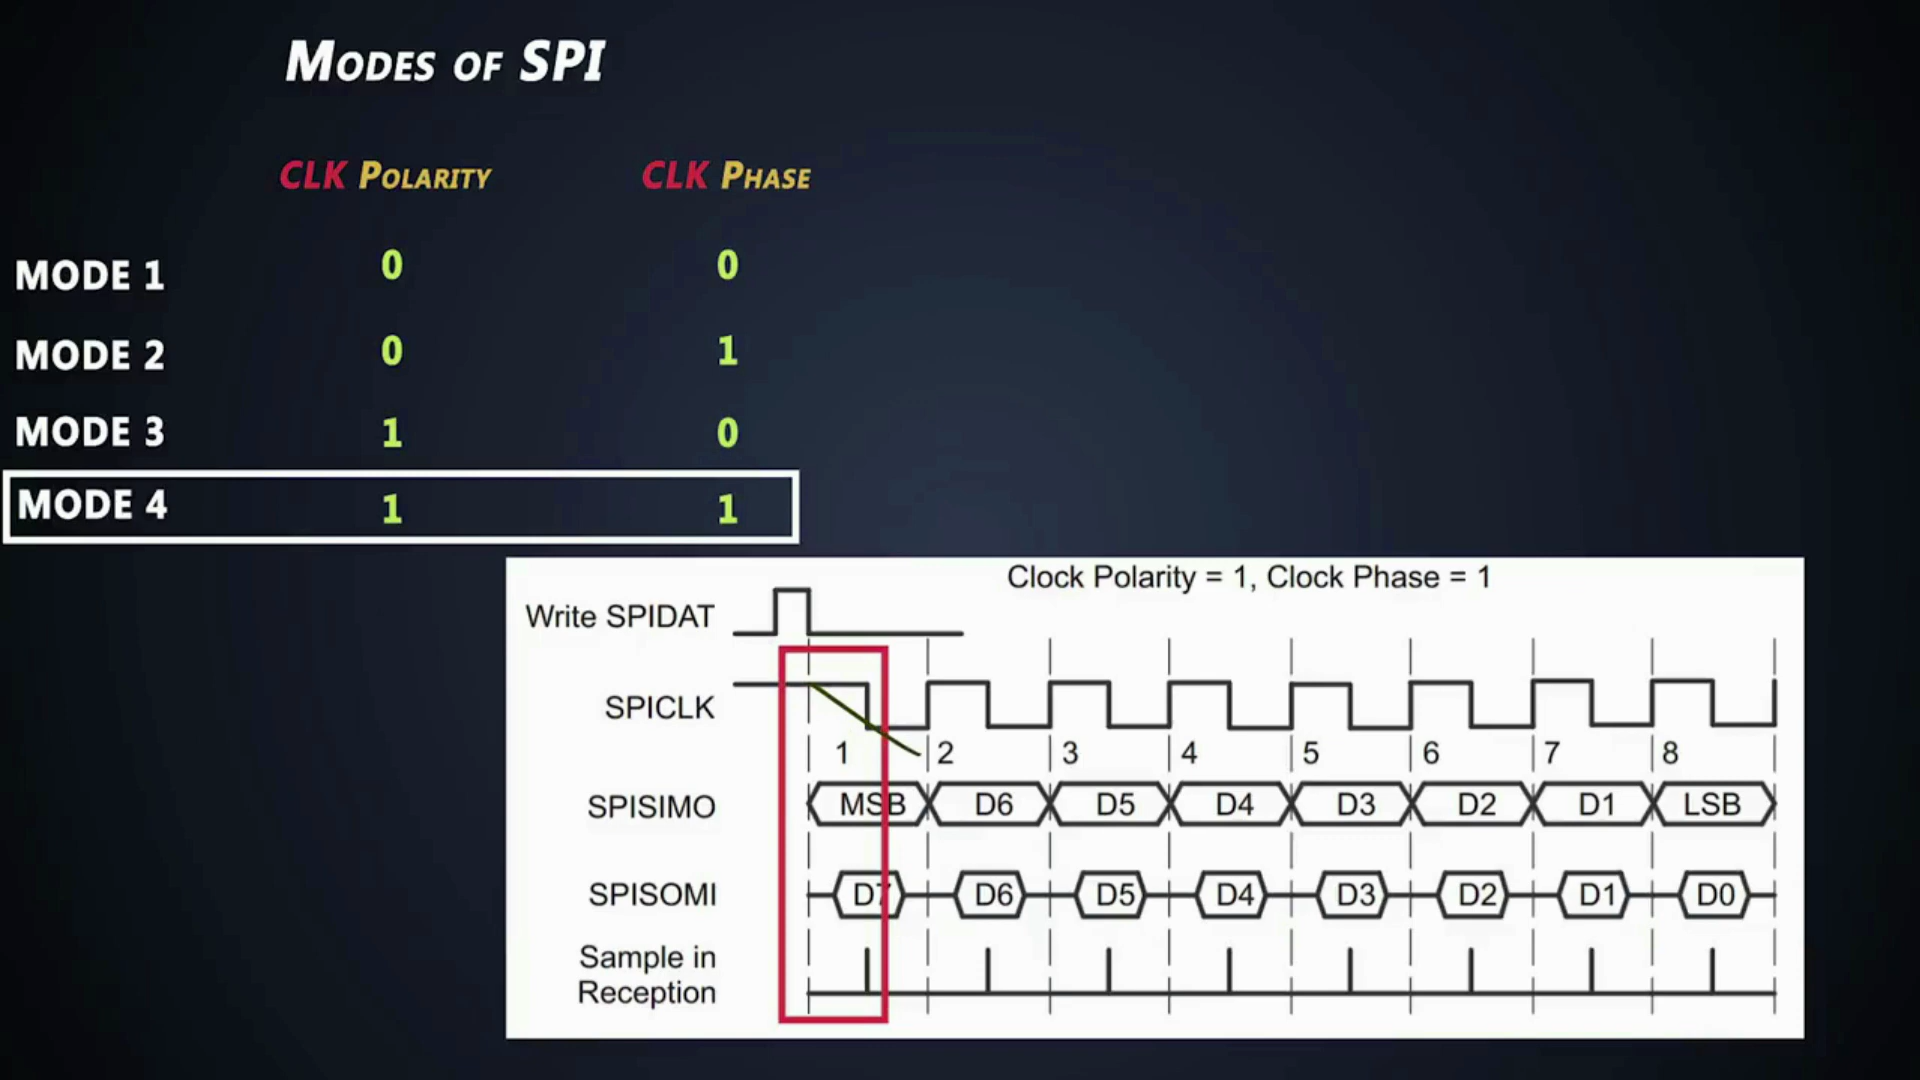 MODES OF SPI
CLK POLARITY CLK PHASE
MODE 1 0 0
MODE 2 0 1
MODE 3 1 0
MODE 4 1 1
Clock Polarity = 1, Clock Phase = 1
Write SPIDAT
SPICLK
1 2 3 4 5 6 7 8
SPISIMO MSB D6 D5 D4 D3 D2 D1 LSB
SPISOMI D7 D6 D5 D4 D3 D2 D1 D0
Sample in
Reception